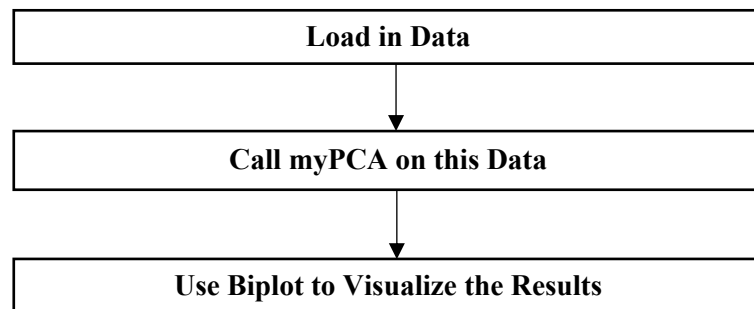 Load in Data
Call myPCA on this Data
Use Biplot to Visualize the Results